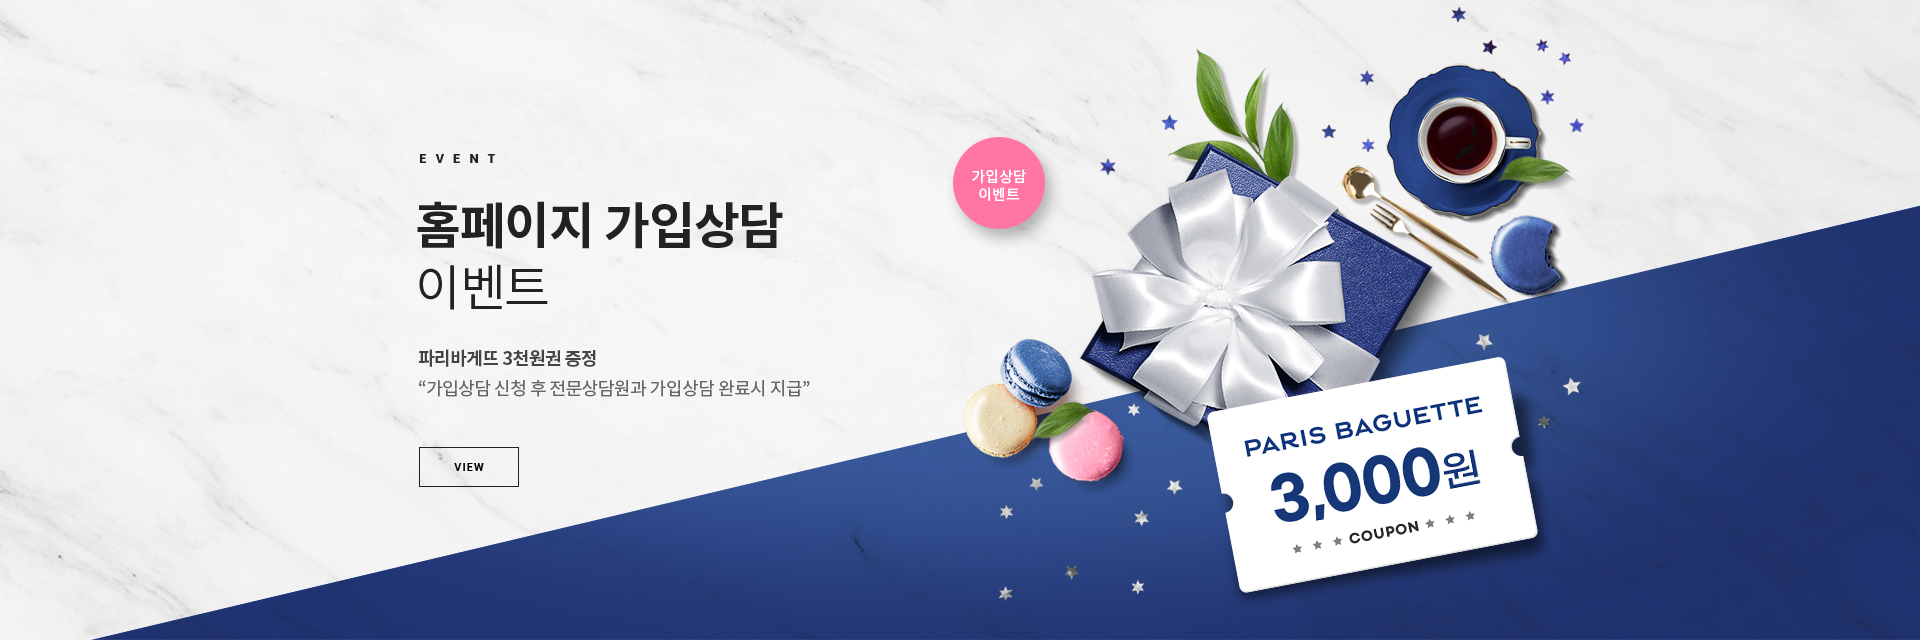 EVENT
홈페이지 가입상담
이벤트
파리바게뜨 3천원권 증정
“가입상담 신청 후 전문상담원과 가입상담 완료시 지급”
VIEW
가입상담
이벤트
PARIS BAGUETTE
3,000원
COUPON